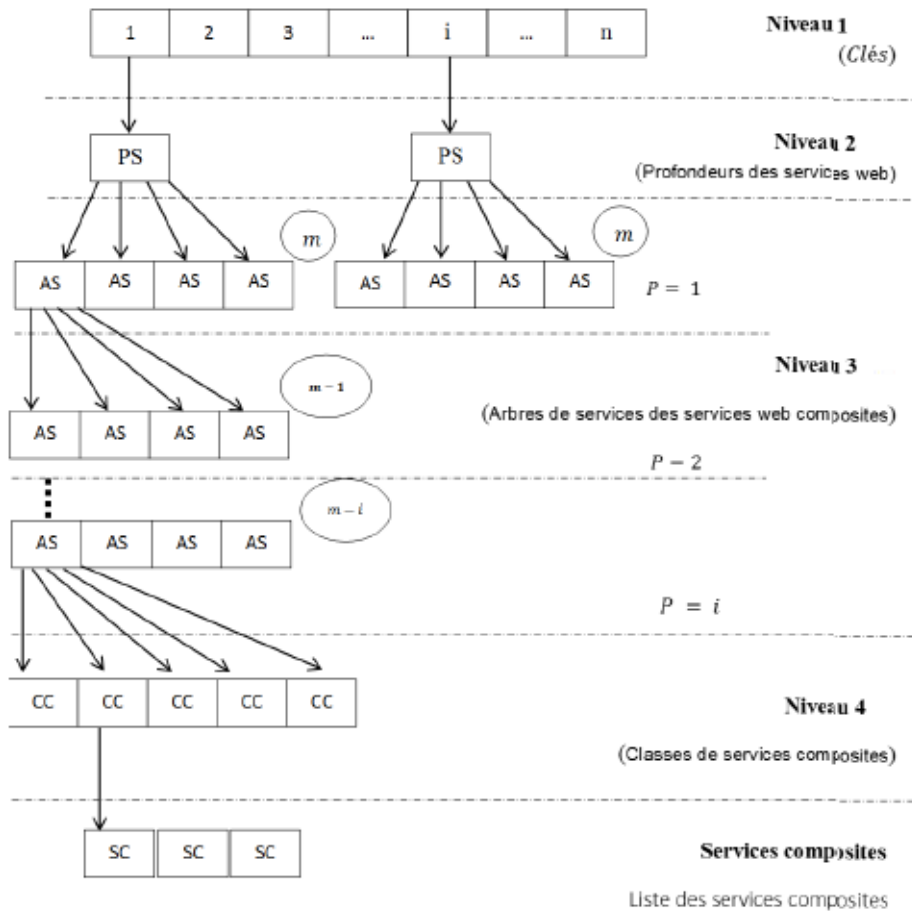 1 2 3 ... i ... n
Niveau 1
(Clés)
PS PS
Niveau 2
(Profondeurs des services web)
m m
AS AS AS AS AS AS AS AS
P = 1
Niveau 3
m – 1
(Arbres de services des services web composites)
AS AS AS AS
P – 2
m – i
AS AS AS AS
P = i
CC CC CC CC CC
Niveau 4
(Classes de services composites)
SC SC SC
Services composites
Liste des services composites